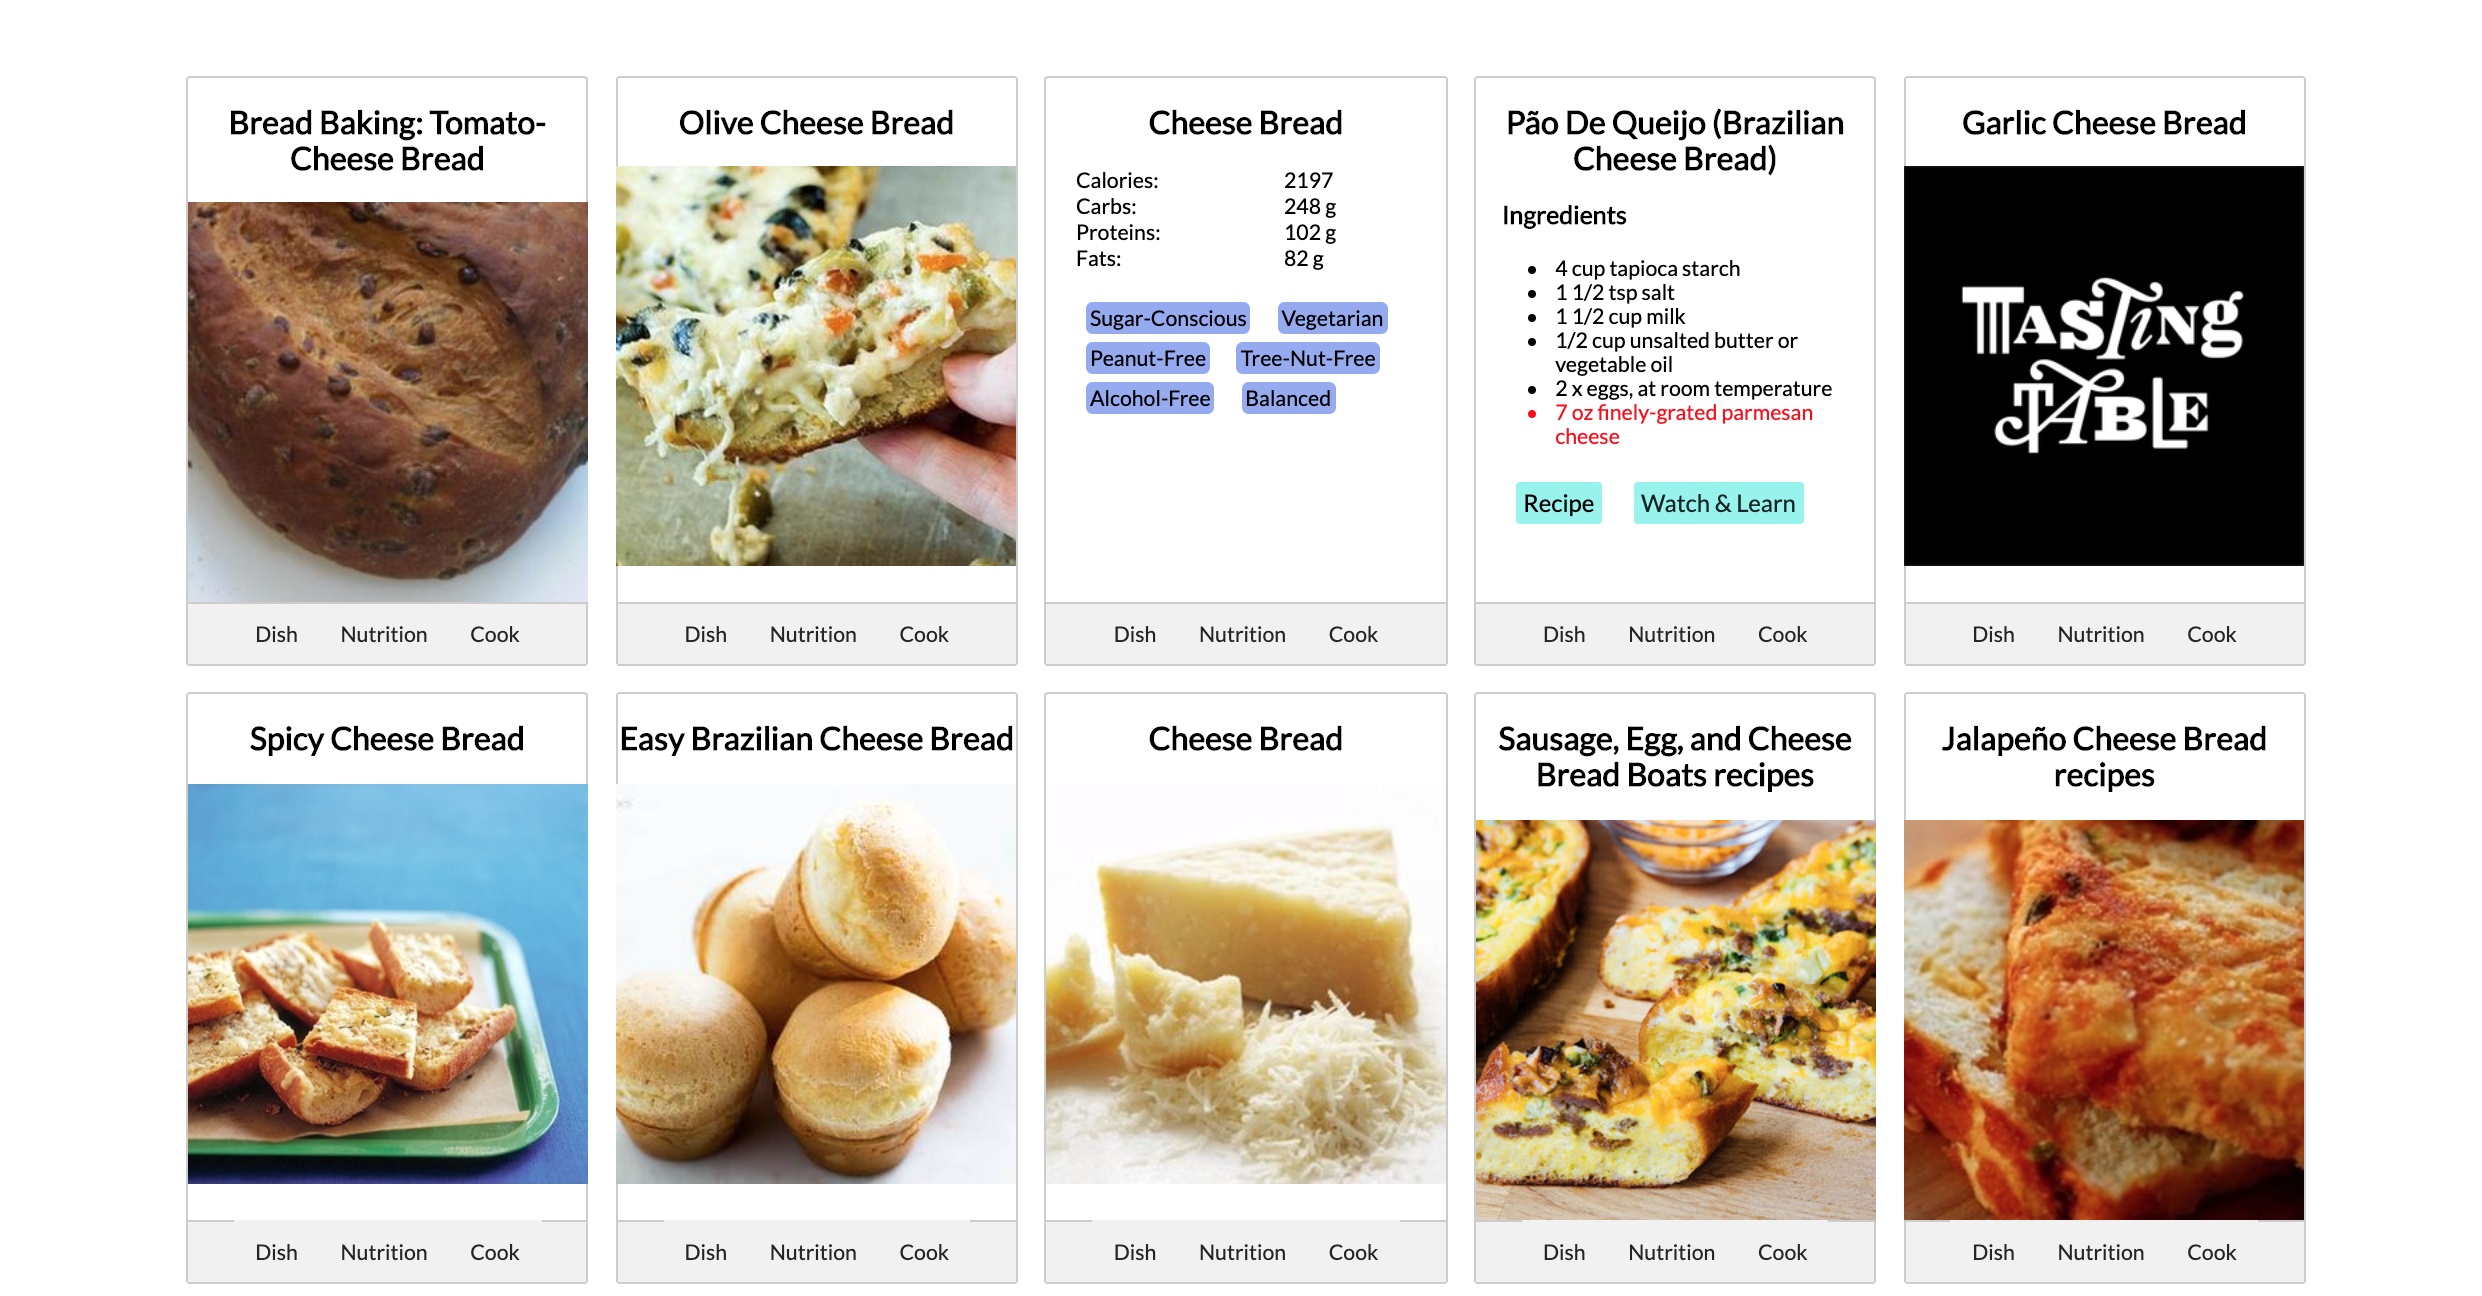 Bread Baking: Tomato-
Cheese Bread
Dish
Nutrition
Cook
Olive Cheese Bread
Dish
Nutrition
Cook
Cheese Bread
Calories: 2197
Carbs: 248 g
Proteins: 102 g
Fats: 82 g
Sugar-Conscious Vegetarian
Peanut-Free Tree-Nut-Free
Alcohol-Free Balanced
Dish
Nutrition
Cook
Pão De Queijo (Brazilian
Cheese Bread)
Ingredients
4 cup tapioca starch
1 1/2 tsp salt
1 1/2 cup milk
1/2 cup unsalted butter or
vegetable oil
2 x eggs, at room temperature
7 oz finely-grated parmesan
cheese
Recipe Watch & Learn
Dish
Nutrition
Cook
Garlic Cheese Bread
TASTiNg
TABLE
Dish
Nutrition
Cook
Spicy Cheese Bread
Dish
Nutrition
Cook
Easy Brazilian Cheese Bread
Dish
Nutrition
Cook
Cheese Bread
Dish
Nutrition
Cook
Sausage, Egg, and Cheese
Bread Boats recipes
Dish
Nutrition
Cook
Jalapeño Cheese Bread
recipes
Dish
Nutrition
Cook